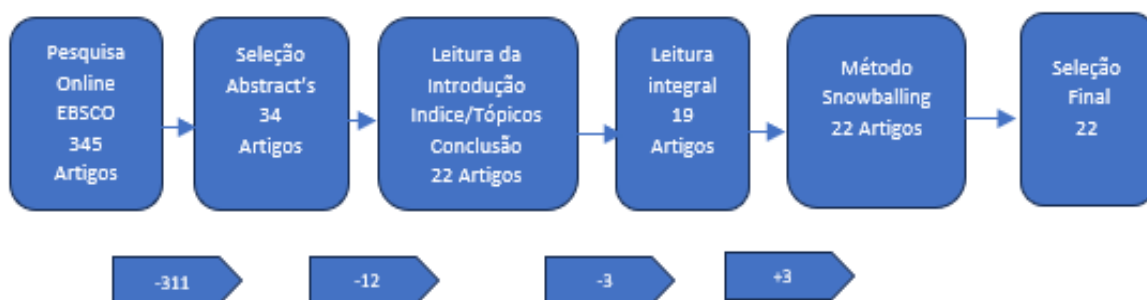 Pesquisa
Online
EBSCO
345
Artigos
Seleção
Abstract's
34
Artigos
Leitura da
Introdução
Indice/Tópicos
Conclusão
22 Artigos
Leitura
integral
19
Artigos
Método
Snowballing
22 Artigos
Seleção
Final
22
-311
-12
-3
+3